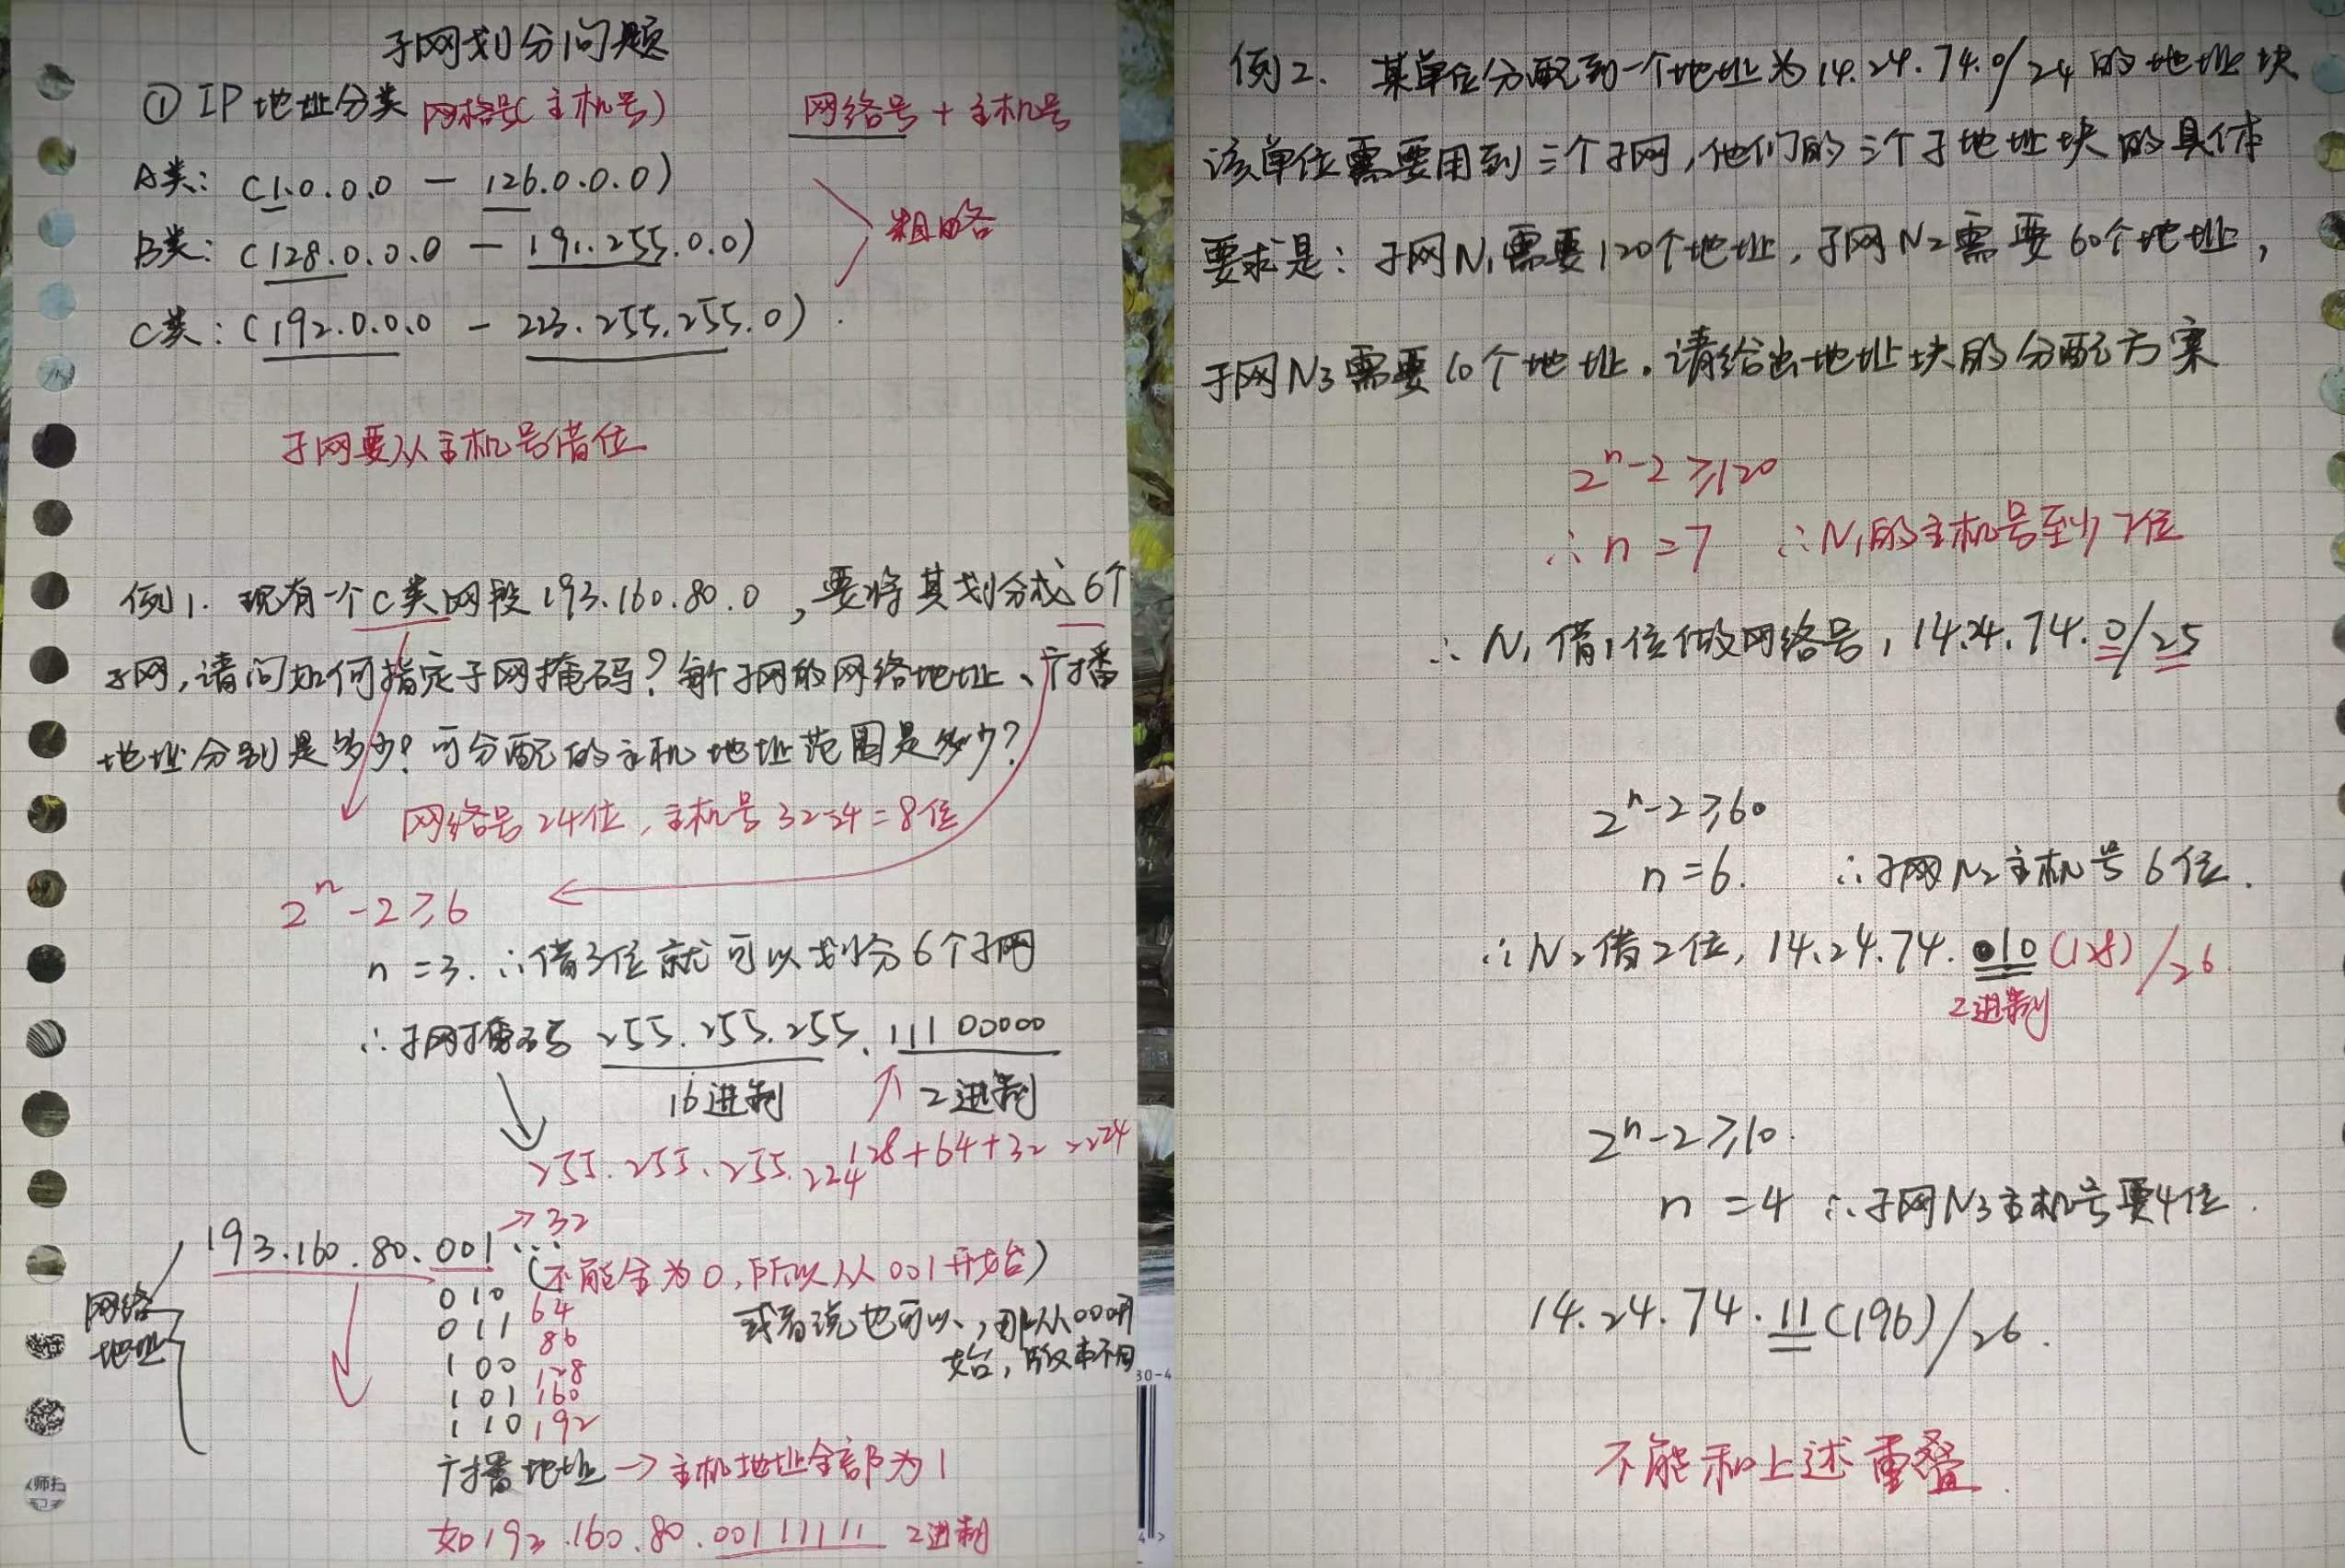 子网划分问题
① IP地址分类 网络号(主机号) 网络号 + 主机号
A类: (1.0.0.0 — 126.0.0.0)
B类: (128.0.0.0 — 191.255.0.0) 粗略
C类: (192.0.0.0 — 223.255.255.0)
子网要从主机号借位
例1. 现有一个C类网段193.160.80.0,要将其划分成6个
子网,请问如何指定子网掩码?每个子网的网络地址、广播
地址分别是多少?可分配的主机地址范围是多少?
网络号24位,主机号32-24=8位
2ⁿ-2≥6
n=3. ∴借3位就可以划分6个子网
∴子网掩码 255.255.255.11100000
16进制 2进制
255.255.255.224 128+64+32=224
193.160.80.001... →32
(不能全为0,所以从001开始)
010 64
011 86
或者说也可以,那从000开
始,版本不同
100 128
101 160
110 192
网络
地址
广播地址→主机地址全部为1
如193.160.80.00111111 2进制
例2. 某单位分配到一个地址为14.24.74.0/24的地址块
该单位需要用到三个子网,他们的三个子地址块的具体
要求是:子网N₁需要120个地址,子网N₂需要60个地址,
子网N₃需要10个地址.请给出地址块的分配方案
2ⁿ-2≥120
∴n=7 ∴N₁的主机号至少7位
∴N₁借1位做网络号,14.24.74.0/25
2ⁿ-2≥60
n=6. ∴子网N₂主机号6位.
∴N₂借2位,14.24.74.10(128)/26
2进制
2ⁿ-2≥10.
n=4 ∴子网N₃主机号要4位.
14.24.74.11(196)/26.
不能和上述重叠.